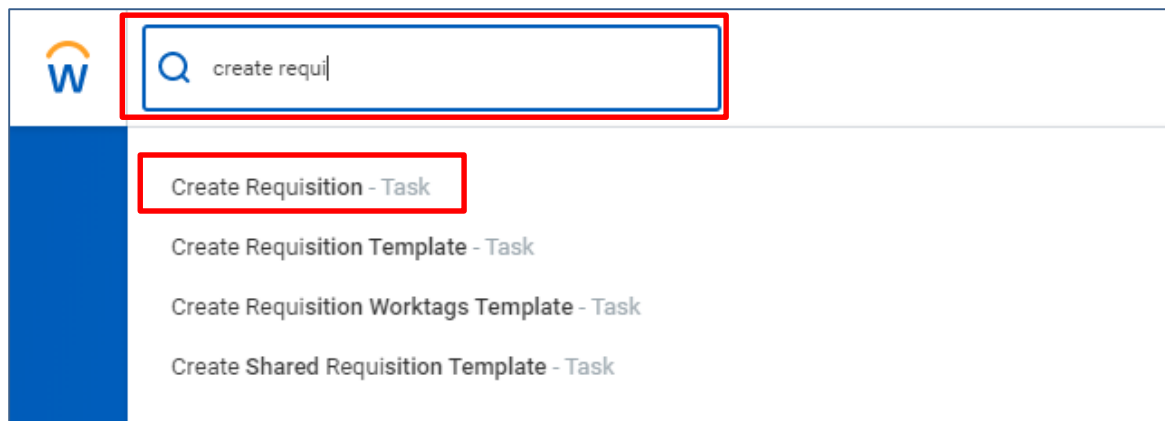 W
create requi
Create Requisition - Task
Create Requisition Template - Task
Create Requisition Worktags Template - Task
Create Shared Requisition Template - Task